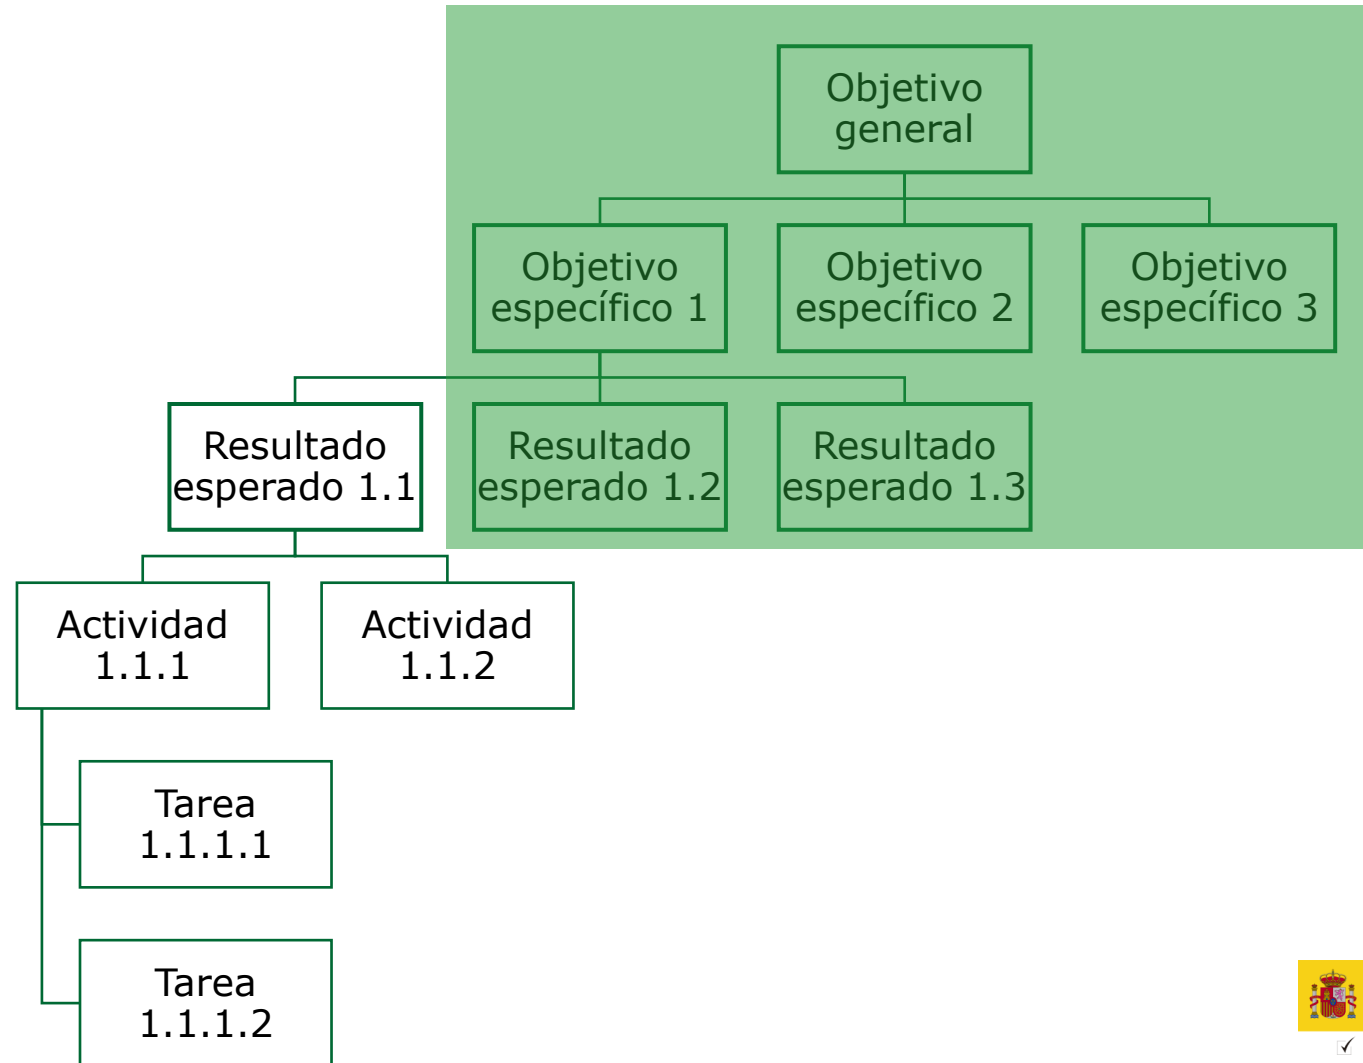 Objetivo
general
Objetivo
específico 1
Objetivo
específico 2
Objetivo
específico 3
Resultado
esperado 1.1
Resultado
esperado 1.2
Resultado
esperado 1.3
Actividad
1.1.1
Actividad
1.1.2
Tarea
1.1.1.1
Tarea
1.1.1.2